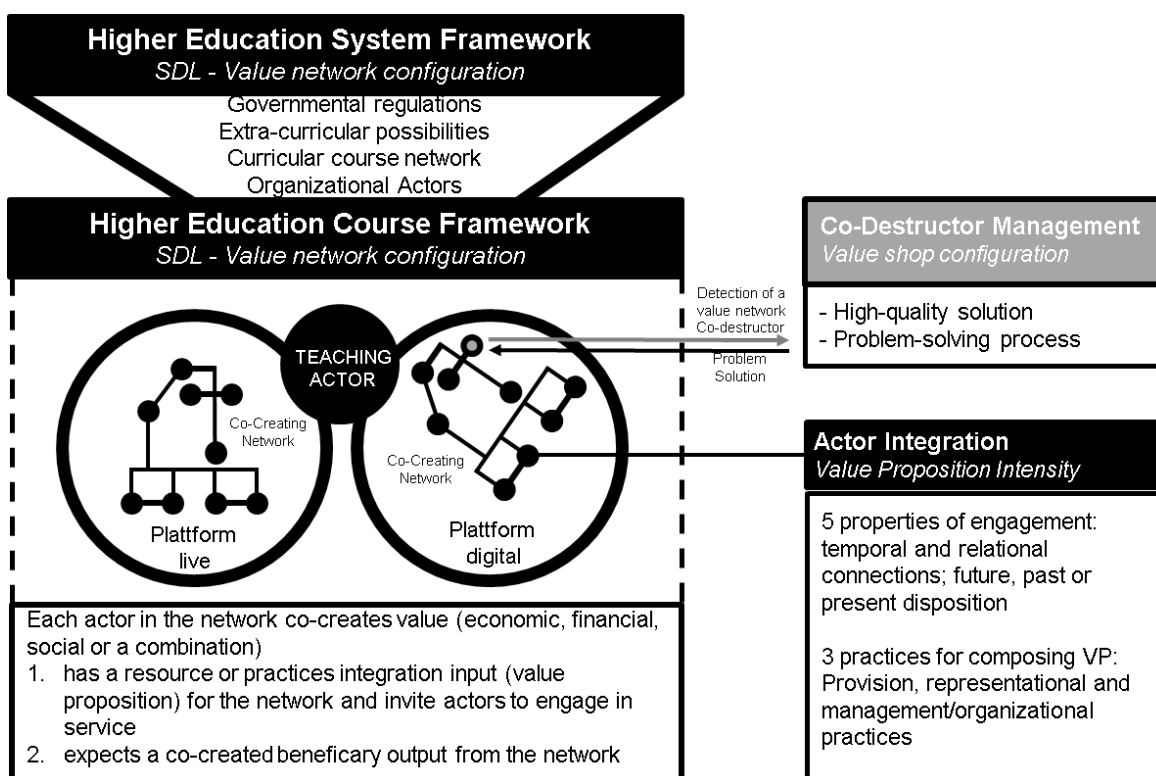 Higher Education System Framework
SDL - Value network configuration
Governmental regulations
Extra-curricular possibilities
Curricular course network
Organizational Actors
Higher Education Course Framework
SDL - Value network configuration
TEACHING
ACTOR
Co-Creating
Network
Plattform
live
Co-Creating
Network
Plattform
digital
Detection of a
value network
Co-destructor
Problem
Solution
Co-Destructor Management
Value shop configuration
- High-quality solution
- Problem-solving process
Actor Integration
Value Proposition Intensity
5 properties of engagement:
temporal and relational
connections; future, past or
present disposition
3 practices for composing VP:
Provision, representational and
management/organizational
practices
Each actor in the network co-creates value (economic, financial,
social or a combination)
1. has a resource or practices integration input (value
proposition) for the network and invite actors to engage in
service
2. expects a co-created beneficary output from the network